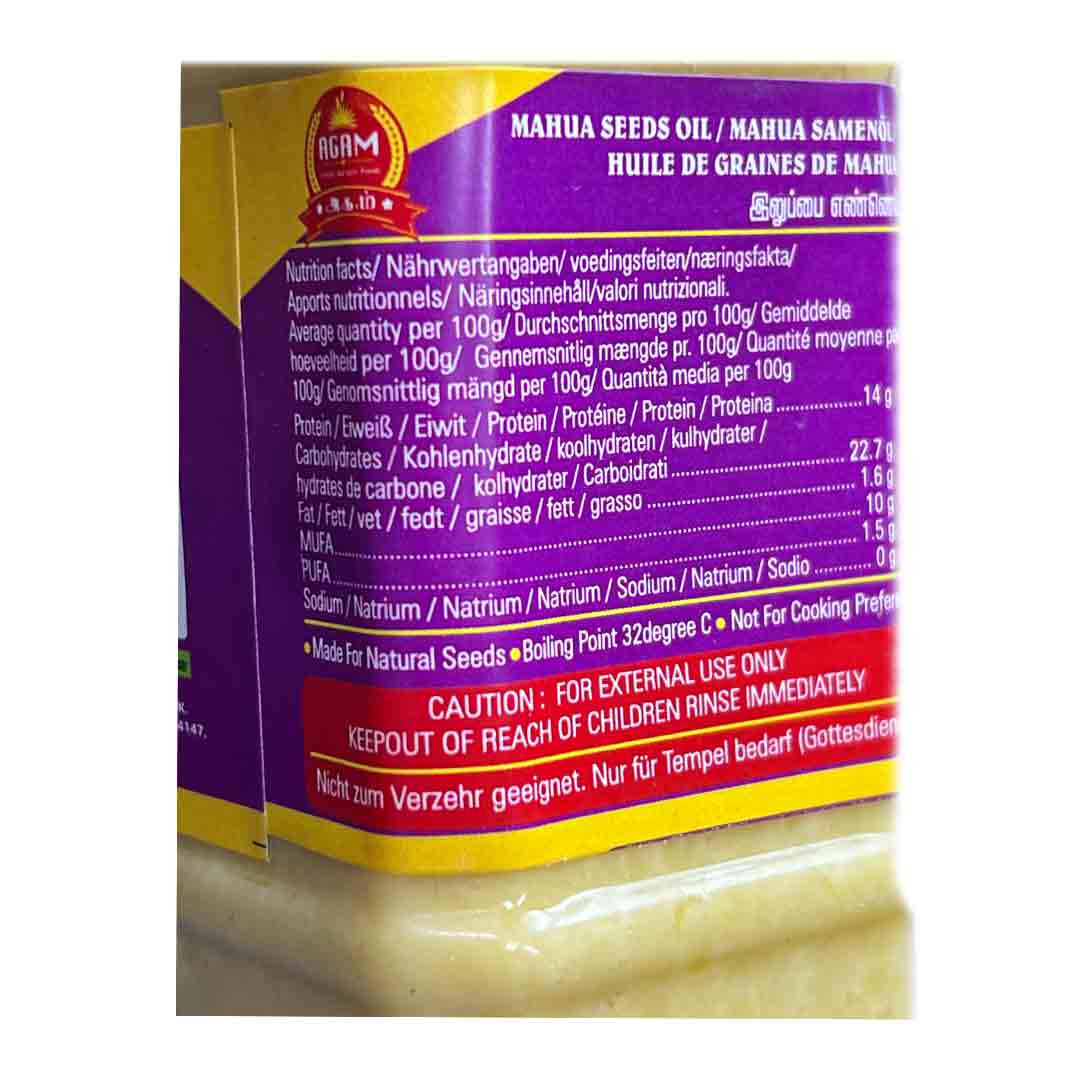 AGAM
அகம்
MAHUA SEEDS OIL / MAHUA SAMENÖL
HUILE DE GRAINES DE MAHUA
இலுப்பை
Nutrition facts/ Nährwertangaben/ voedingsfeiten/næringsfakta/
Apports nutritionnels/ Näringsinnehåll/valori nutrizionali.
Average quantity per 100g/ Durchschnittsmenge pro 100g/ Gemiddelde
hoeveelheid per 100g/ Gennemsnitlig mængde pr. 100g/ Quantité moyenne pe
100g/ Genomsnittlig mängd per 100g/ Quantità media per 100g
Protein / Eiweiß / Eiwit / Protein / Protéine / Protein / Proteina ................ 14 g
Carbohydrates / Kohlenhydrate / koolhydraten / kulhydrater /
hydrates de carbone / kolhydrater / Carboidrati ................ 22.7 g
Fat / Fett / vet / fedt / graisse / fett / grasso ................ 1.6 g
MUFA ................ 10 g
PUFA ................ 1.5 g
Sodium / Natrium / Natrium / Natrium / Sodium / Natrium / Sodio ............ 0 g
•Made For Natural Seeds •Boiling Point 32degree C • Not For Cooking Prefer
CAUTION : FOR EXTERNAL USE ONLY
KEEPOUT OF REACH OF CHILDREN RINSE IMMEDIATELY
Nicht zum Verzehr geeignet. Nur für Tempel bedarf (Gottesdien
K.
4147,